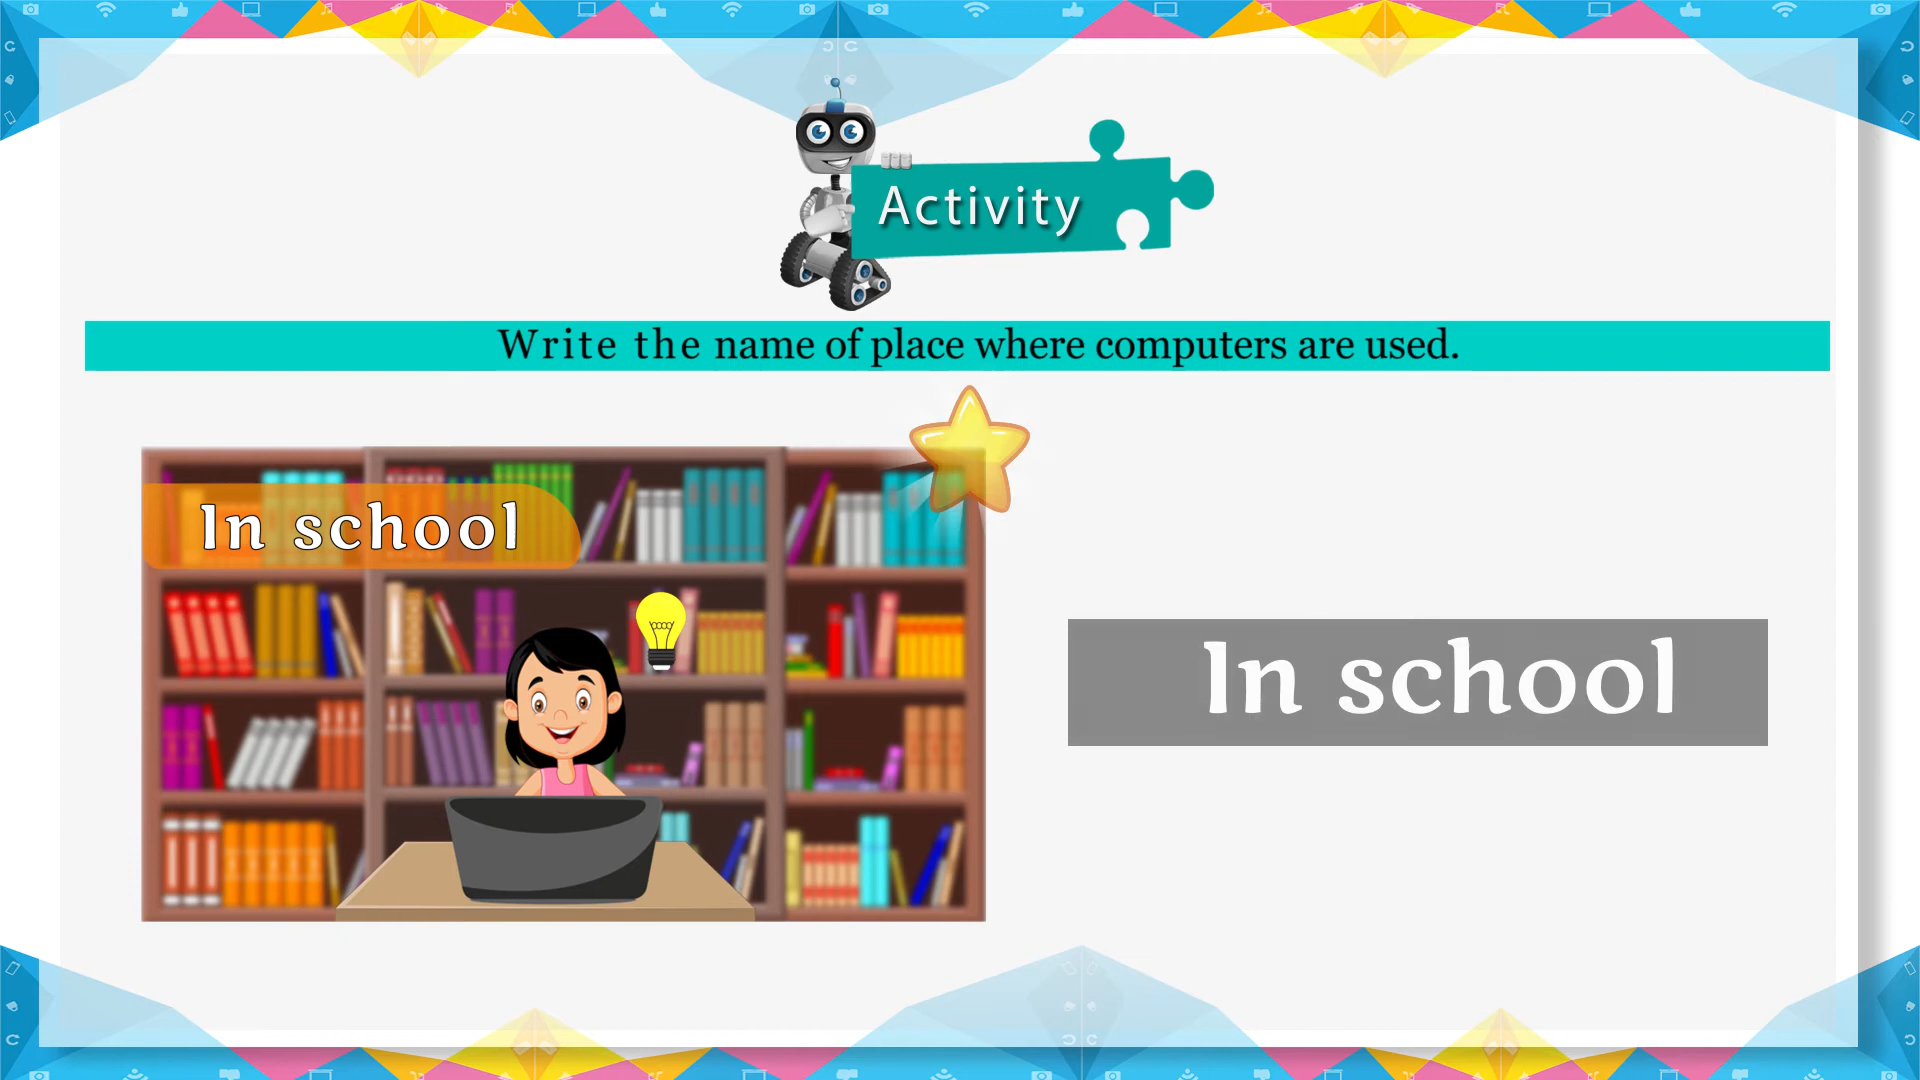 Activity
Write the name of place where computers are used.
In school
In school